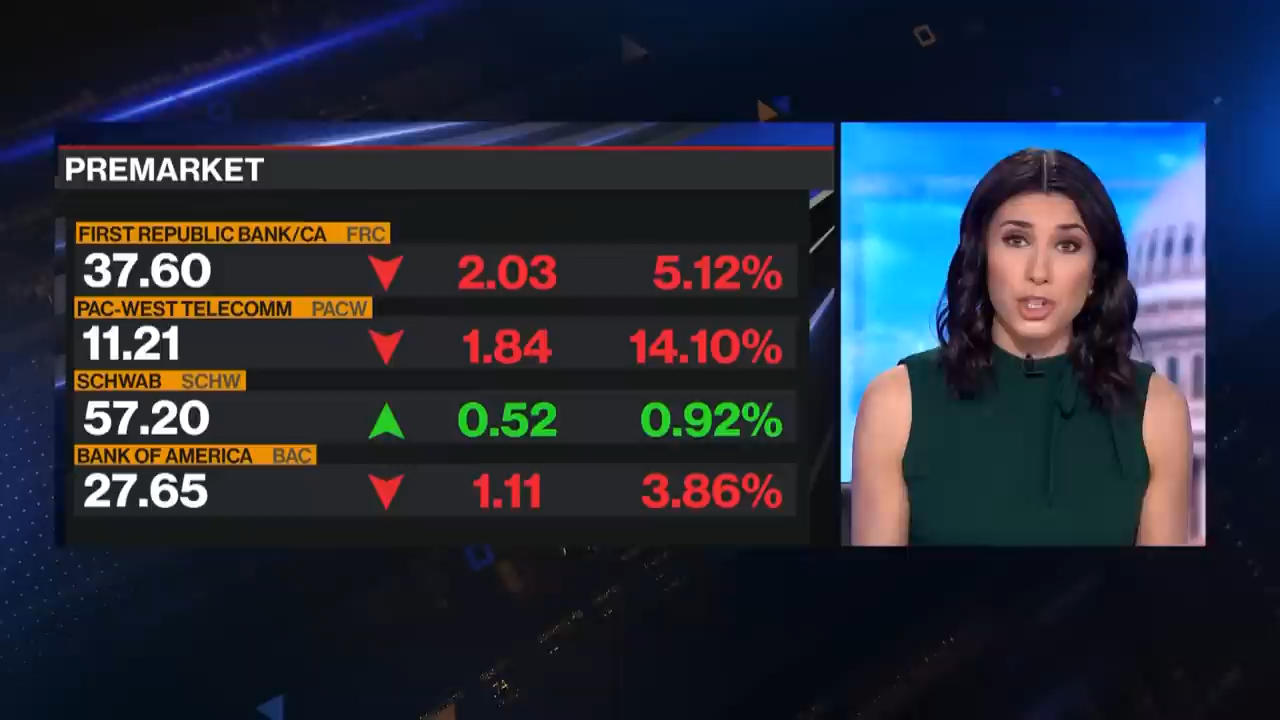 PREMARKET
FIRST REPUBLIC BANK/CA FRC
37.60 2.03 5.12%
PAC-WEST TELECOMM PACW
11.21 1.84 14.10%
SCHWAB SCHW
57.20 0.52 0.92%
BANK OF AMERICA BAC
27.65 1.11 3.86%
74